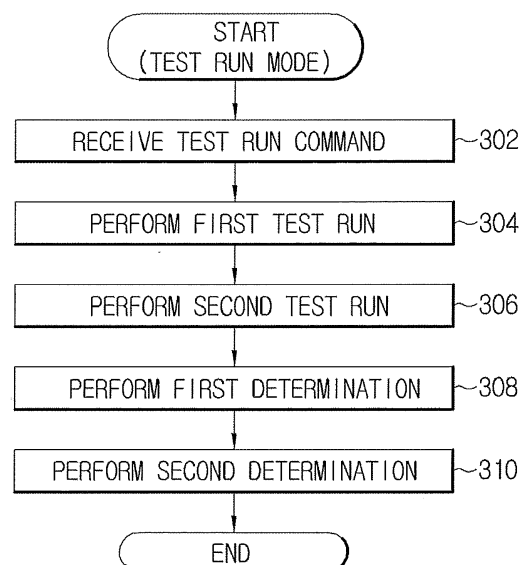 START
(TEST RUN MODE)
RECEIVE TEST RUN COMMAND ~302
PERFORM FIRST TEST RUN ~304
PERFORM SECOND TEST RUN ~306
PERFORM FIRST DETERMINATION ~308
PERFORM SECOND DETERMINATION ~310
END